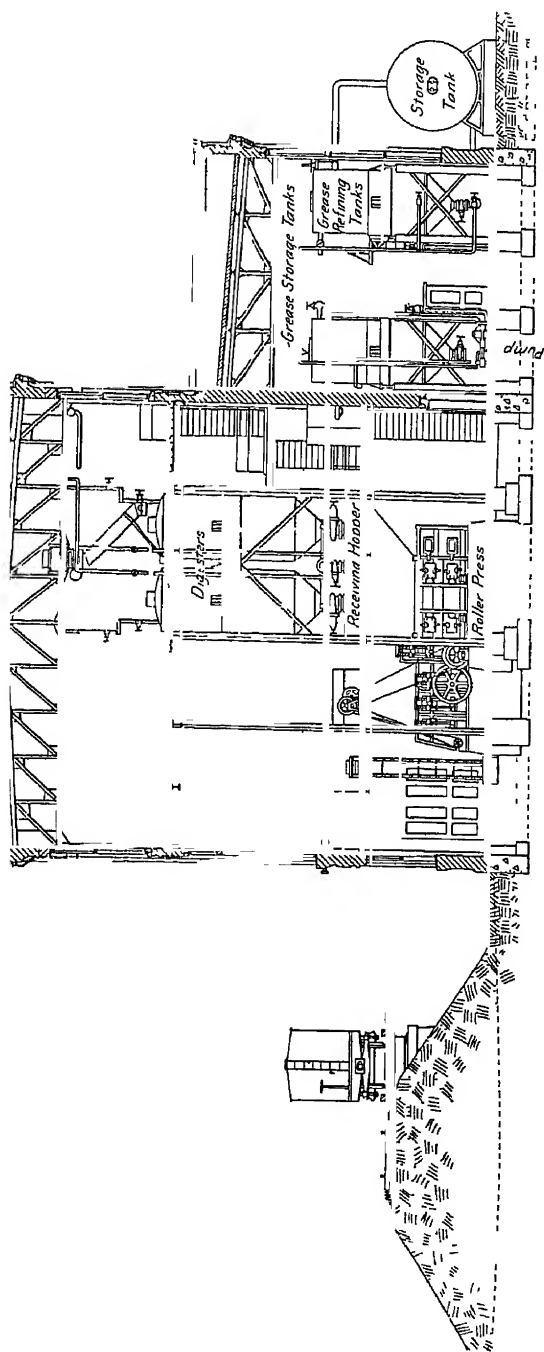 Storage
Tank
Grease Storage Tanks
Grease
Refining
Tanks
Pump
Digesters
Receiving Hopper
Roller Press